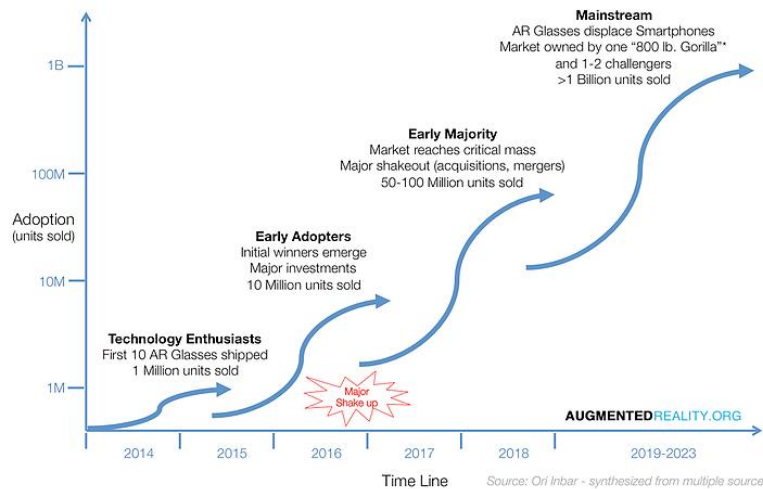 Mainstream
AR Glasses displace Smartphones
Market owned by one “800 lb. Gorilla”*
and 1-2 challengers
>1 Billion units sold
1B
Early Majority
Market reaches critical mass
Major shakeout (acquisitions, mergers)
50-100 Million units sold
100M
Adoption
(units sold)
Early Adopters
Initial winners emerge
Major investments
10 Million units sold
10M
Technology Enthusiasts
First 10 AR Glasses shipped
1 Million units sold
1M
Major
Shake up
AUGMENTEDREALITY.ORG
2014 2015 2016 2017 2018 2019-2023
Time Line
Source: Ori Inbar - synthesized from multiple source